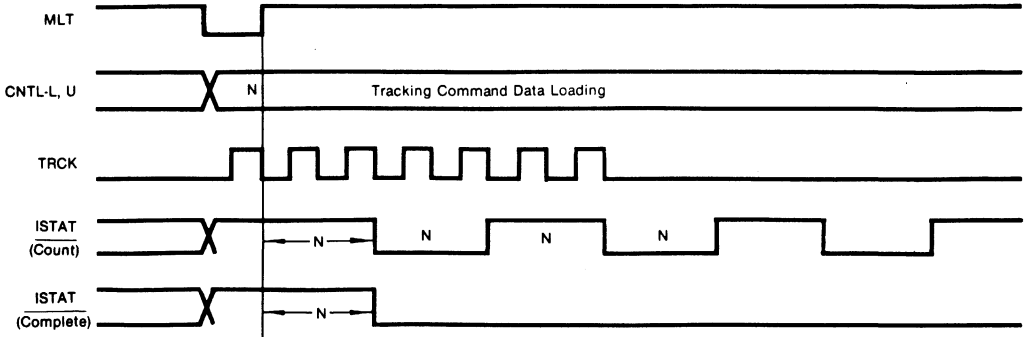 MLT
CNTL-L, U
N
Tracking Command Data Loading
TRCK
ISTAT
(Count)
N
N
N
N
ISTAT
(Complete)
N